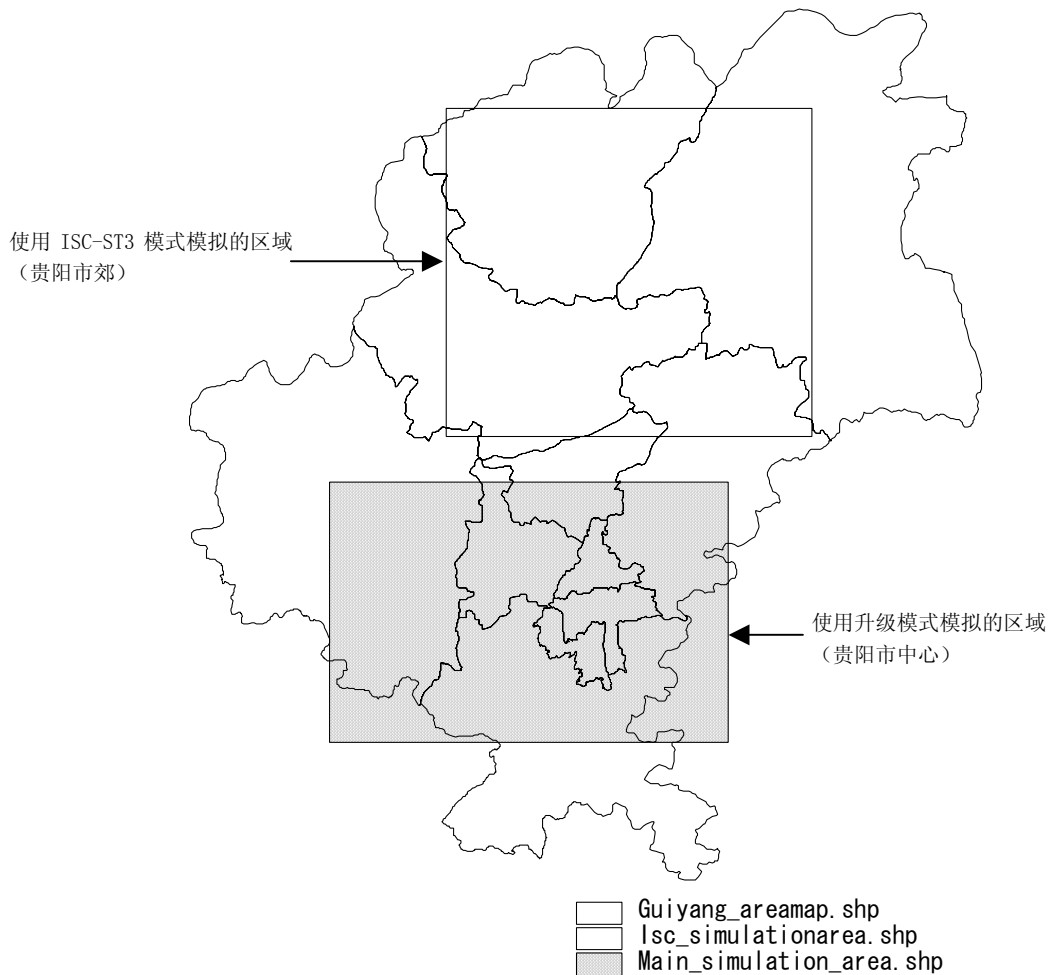 使用 ISC-ST3 模式模拟的区域
（贵阳市郊）
使用升级模式模拟的区域
（贵阳市中心）
Guiyang_areamap.shp
Isc_simulationarea.shp
Main_simulation_area.shp